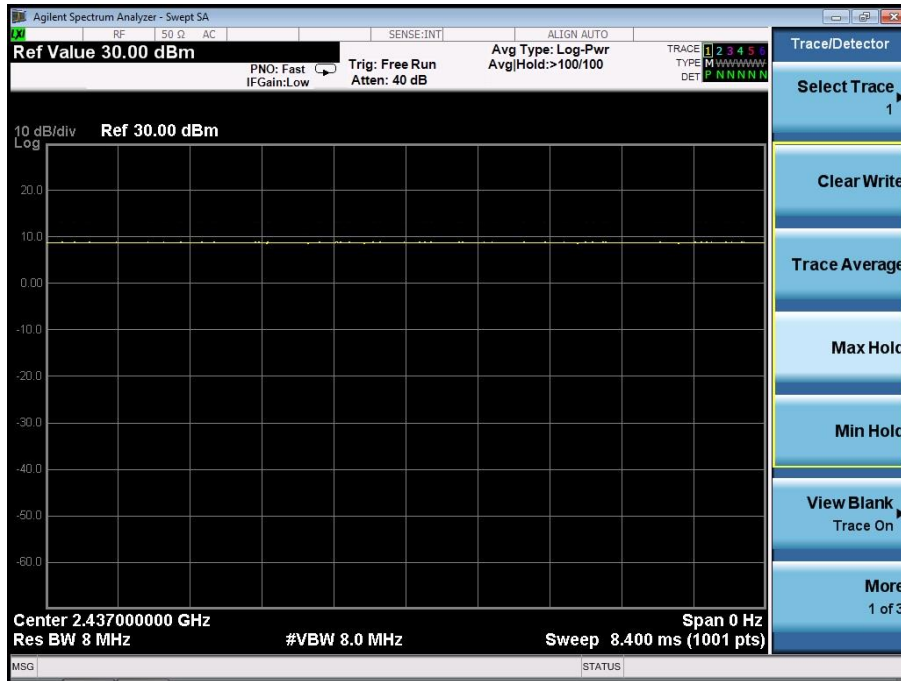 Agilent Spectrum Analyzer - Swept SA
LXI RF 50 Ω AC SENSE:INT ALIGN AUTO
Ref Value 30.00 dBm
PNO: Fast
IFGain:Low
Trig: Free Run
Atten: 40 dB
Avg Type: Log-Pwr
Avg|Hold:>100/100
TRACE 1 2 3 4 5 6
TYPE M WWWWW
DET P N N N N N
10 dB/div Ref 30.00 dBm
Log
20.0
10.0
0.00
-10.0
-20.0
-30.0
-40.0
-50.0
-60.0
Center 2.437000000 GHz Span 0 Hz
Res BW 8 MHz #VBW 8.0 MHz Sweep 8.400 ms (1001 pts)
MSG STATUS
Trace/Detector
Select Trace
1
Clear Write
Trace Average
Max Hold
Min Hold
View Blank
Trace On
More
1 of 3